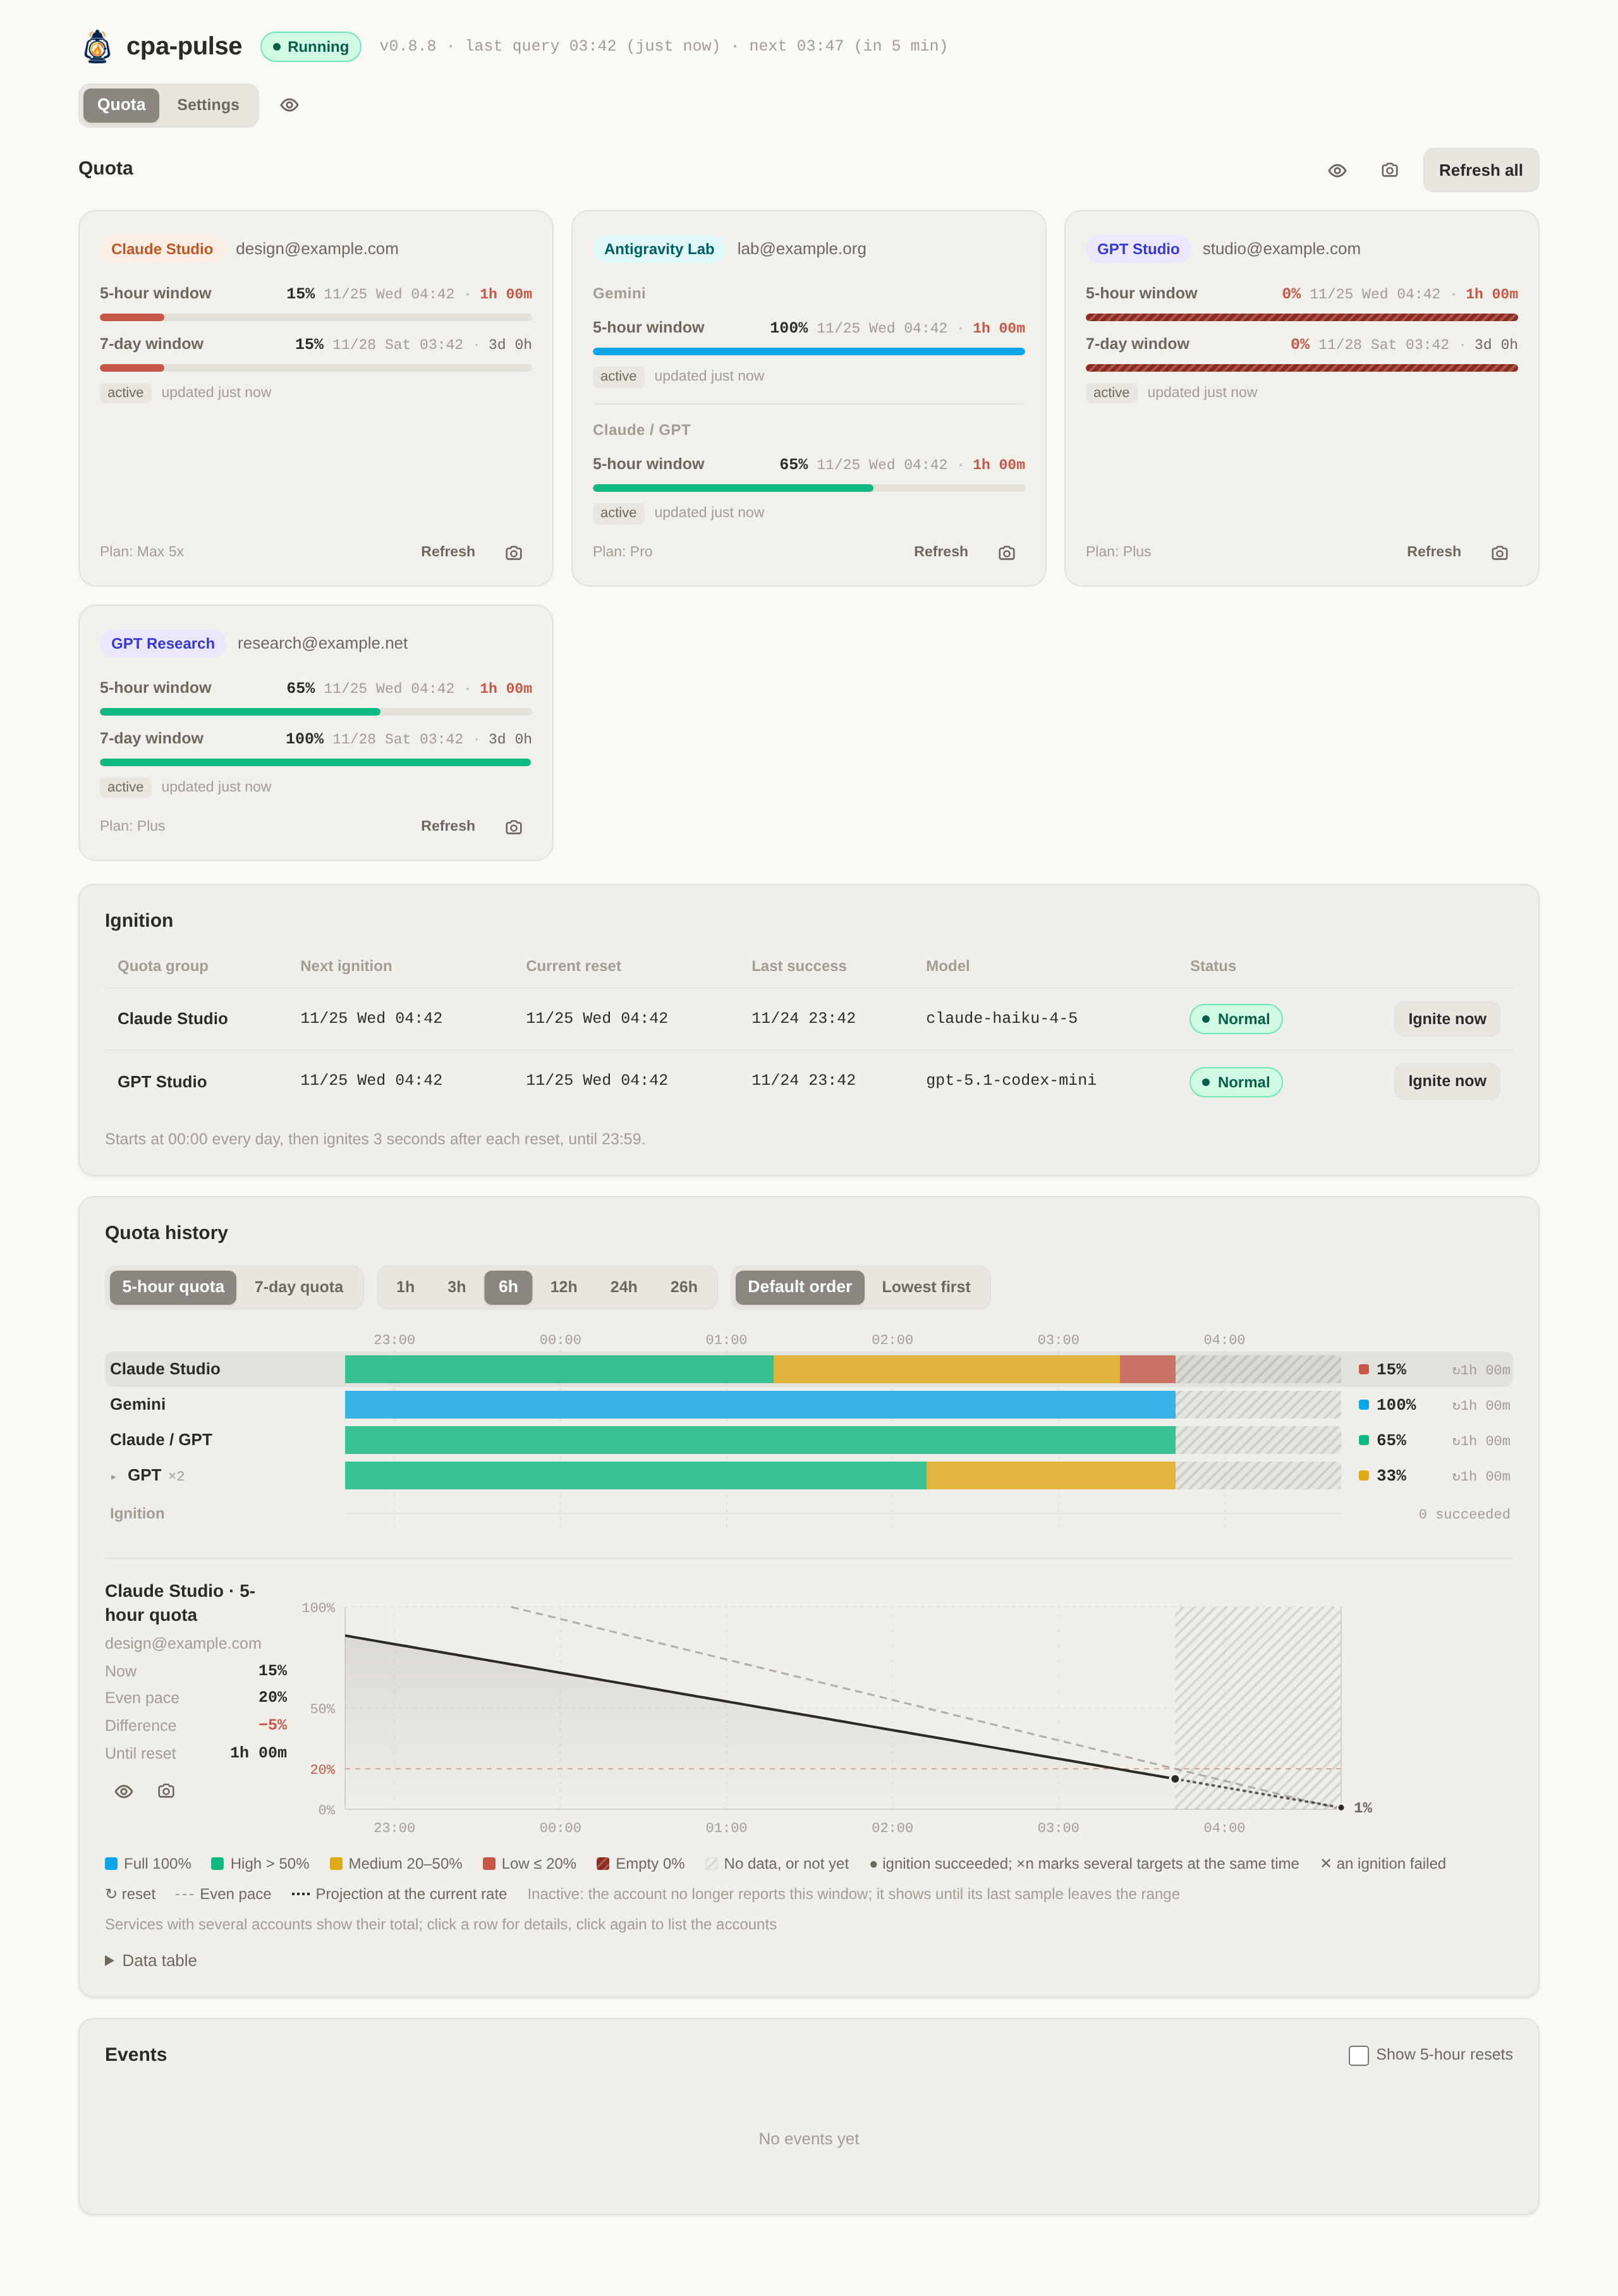 cpa-pulse ● Running v0.8.8 · last query 03:42 (just now) · next 03:47 (in 5 min)
Quota Settings
Quota Refresh all
Claude Studio design@example.com
5-hour window 15% 11/25 Wed 04:42 · 1h 00m
7-day window 15% 11/28 Sat 03:42 · 3d 0h
active updated just now
Plan: Max 5x Refresh
Antigravity Lab lab@example.org
Gemini
5-hour window 100% 11/25 Wed 04:42 · 1h 00m
active updated just now
Claude / GPT
5-hour window 65% 11/25 Wed 04:42 · 1h 00m
active updated just now
Plan: Pro Refresh
GPT Studio studio@example.com
5-hour window 0% 11/25 Wed 04:42 · 1h 00m
7-day window 0% 11/28 Sat 03:42 · 3d 0h
active updated just now
Plan: Plus Refresh
GPT Research research@example.net
5-hour window 65% 11/25 Wed 04:42 · 1h 00m
7-day window 100% 11/28 Sat 03:42 · 3d 0h
active updated just now
Plan: Plus Refresh
Ignition
Quota group Next ignition Current reset Last success Model Status
Claude Studio 11/25 Wed 04:42 11/25 Wed 04:42 11/24 23:42 claude-haiku-4-5 ● Normal Ignite now
GPT Studio 11/25 Wed 04:42 11/25 Wed 04:42 11/24 23:42 gpt-5.1-codex-mini ● Normal Ignite now
Starts at 00:00 every day, then ignites 3 seconds after each reset, until 23:59.
Quota history
5-hour quota 7-day quota 1h 3h 6h 12h 24h 26h Default order Lowest first
23:00 00:00 01:00 02:00 03:00 04:00
Claude Studio 15% ↻1h 00m
Gemini 100% ↻1h 00m
Claude / GPT 65% ↻1h 00m
▸ GPT ×2 33% ↻1h 00m
Ignition 0 succeeded
Claude Studio · 5-
hour quota
design@example.com
Now 15%
Even pace 20%
Difference −5%
Until reset 1h 00m
100%
50%
20%
0%
1%
23:00 00:00 01:00 02:00 03:00 04:00
Full 100% High > 50% Medium 20–50% Low ≤ 20% Empty 0% No data, or not yet ● ignition succeeded; ×n marks several targets at the same time ✕ an ignition failed
↻ reset Even pace Projection at the current rate Inactive: the account no longer reports this window; it shows until its last sample leaves the range
Services with several accounts show their total; click a row for details, click again to list the accounts
▶ Data table
Events Show 5-hour resets
No events yet